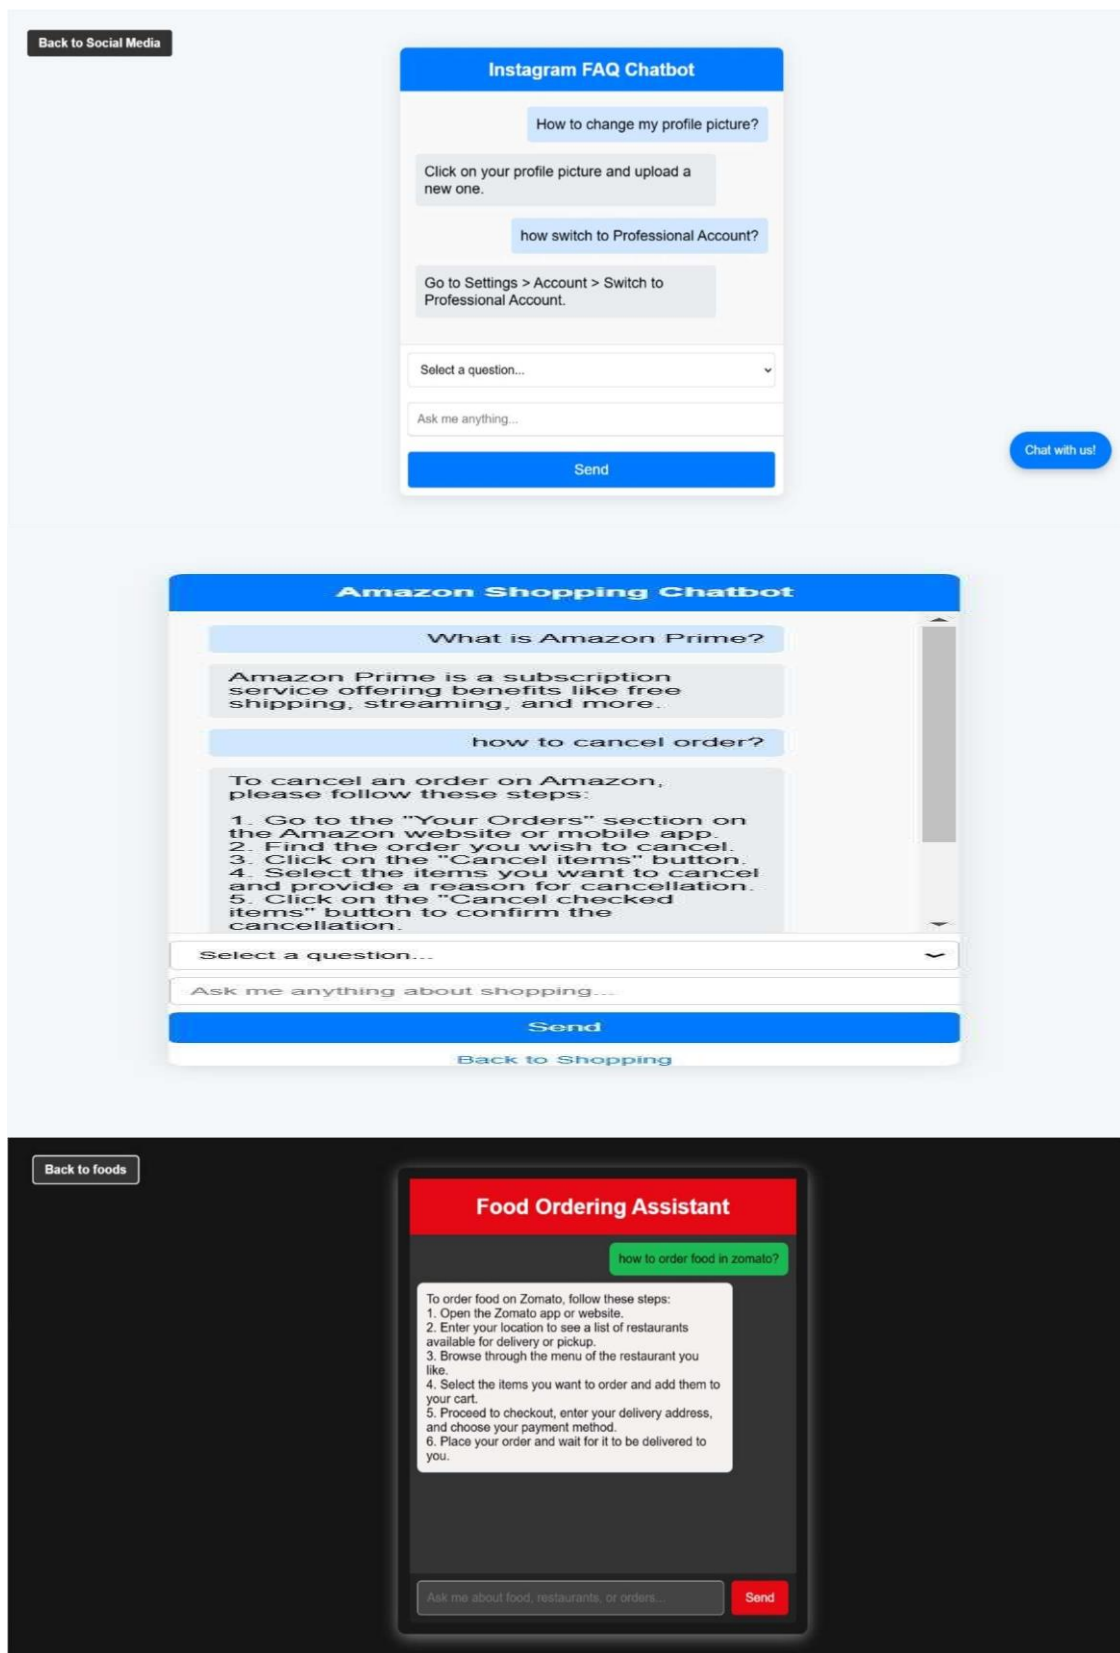 Back to Social Media
Instagram FAQ Chatbot
How to change my profile picture?
Click on your profile picture and upload a
new one.
how switch to Professional Account?
Go to Settings > Account > Switch to
Professional Account.
Select a question...
Ask me anything...
Send
Chat with us!
Amazon Shopping Chatbot
What is Amazon Prime?
Amazon Prime is a subscription
service offering benefits like free
shipping, streaming, and more.
how to cancel order?
To cancel an order on Amazon,
please follow these steps:
1. Go to the "Your Orders" section on
the Amazon website or mobile app.
2. Find the order you wish to cancel.
3. Click on the "Cancel items" button.
4. Select the items you want to cancel
and provide a reason for cancellation.
5. Click on the "Cancel checked
items" button to confirm the
cancellation.
Select a question...
Ask me anything about shopping...
Send
Back to Shopping
Back to foods
Food Ordering Assistant
how to order food in zomato?
To order food on Zomato, follow these steps:
1. Open the Zomato app or website.
2. Enter your location to see a list of restaurants
available for delivery or pickup.
3. Browse through the menu of the restaurant you
like.
4. Select the items you want to order and add them to
your cart.
5. Proceed to checkout, enter your delivery address,
and choose your payment method.
6. Place your order and wait for it to be delivered to
you.
Ask me about food, restaurants, or orders...
Send